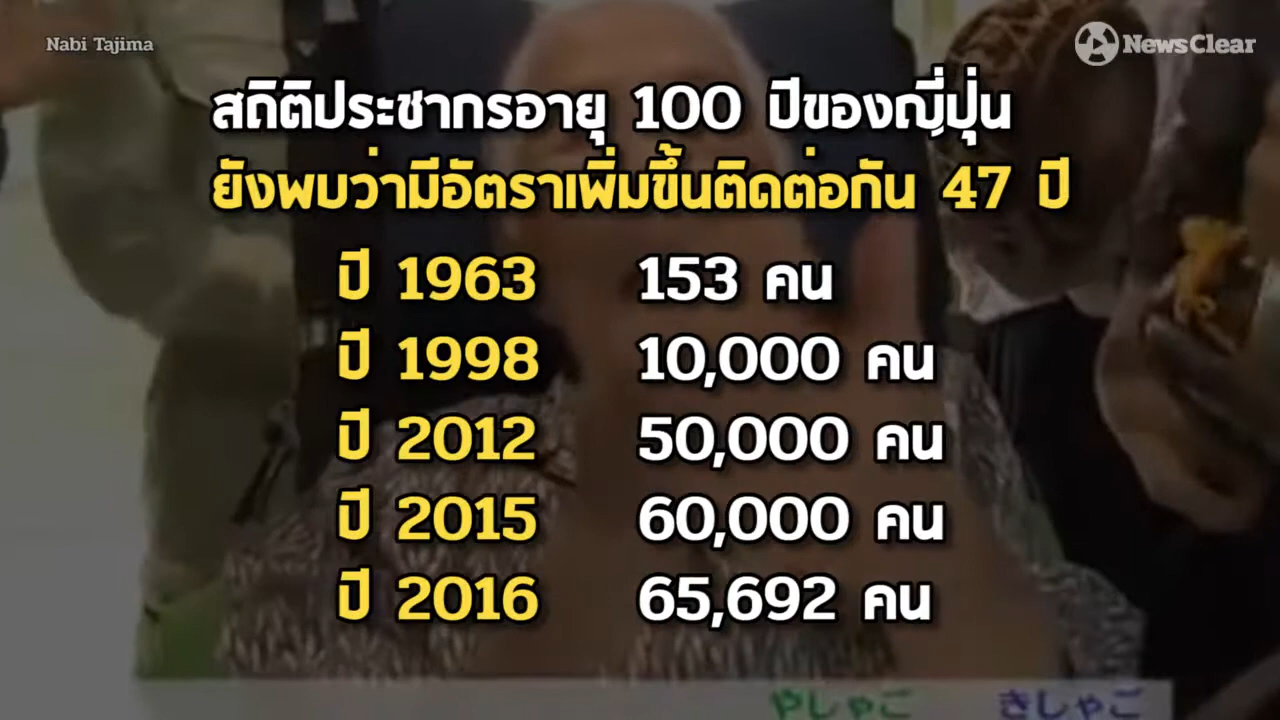 Nabi Tajima
NewsClear
สถิติประชากรอายุ 100 ปีของญี่ปุ่น
ยังพบว่ามีอัตราเพิ่มขึ้นติดต่อกัน 47 ปี
ปี 1963 153 คน
ปี 1998 10,000 คน
ปี 2012 50,000 คน
ปี 2015 60,000 คน
ปี 2016 65,692 คน
やしゃご きしゃご